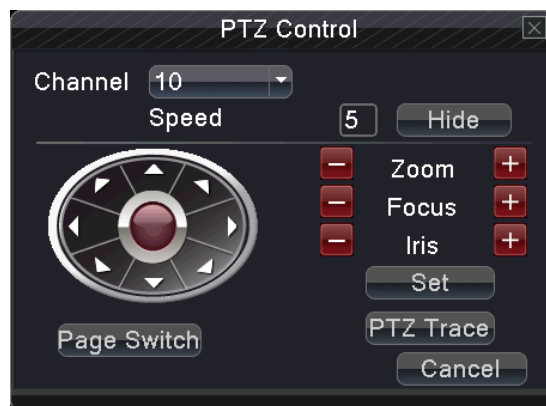 PTZ Control
Channel 10
Speed 5 Hide
− Zoom +
− Focus +
− Iris +
Set
PTZ Trace
Page Switch
Cancel